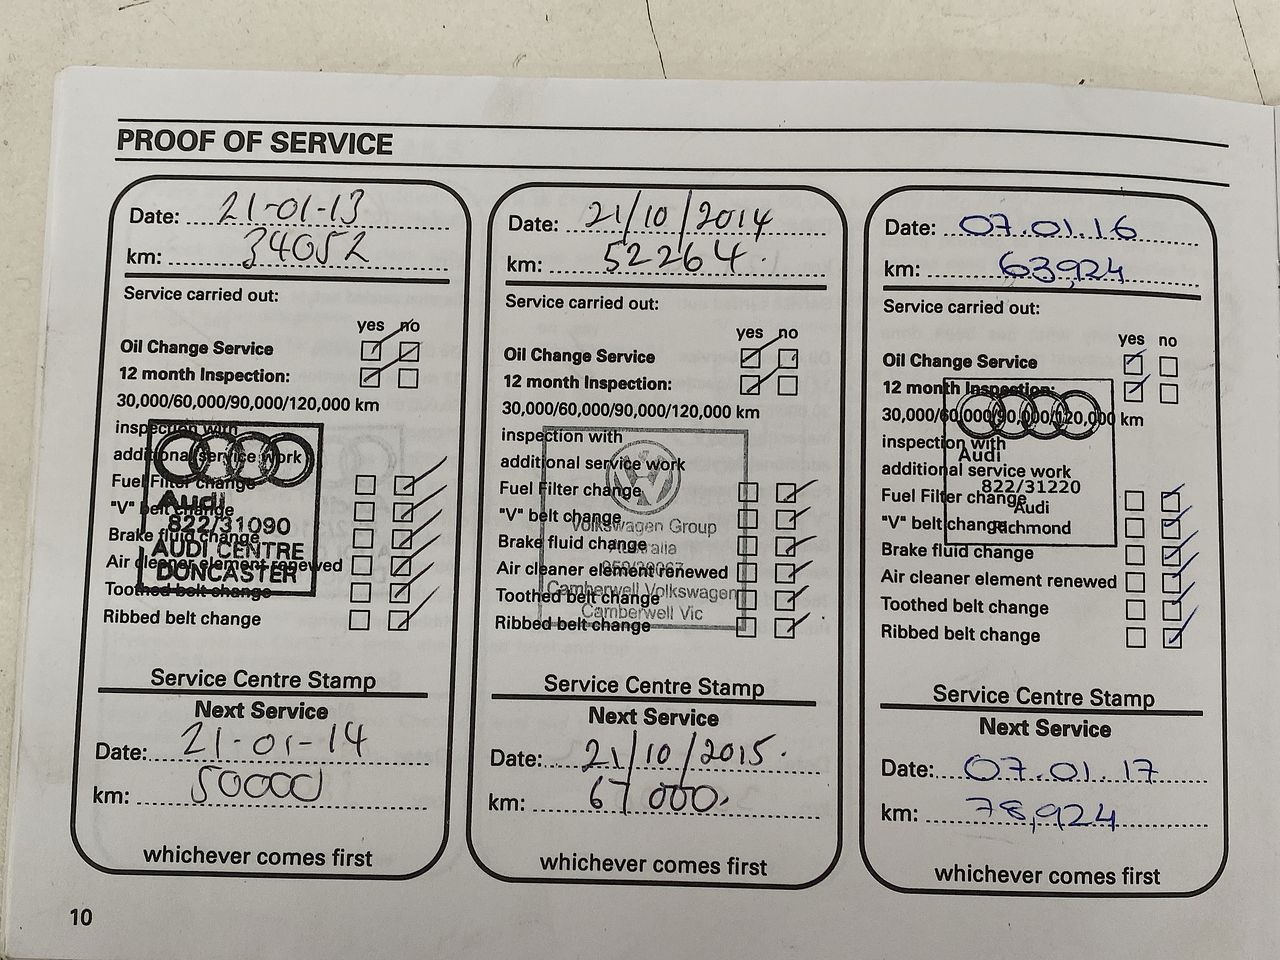 PROOF OF SERVICE
Date: 21-01-13
km: 34052
Service carried out:
yes no
Oil Change Service
12 month Inspection:
30,000/60,000/90,000/120,000 km
inspection with
additional service work
Fuel Filter change
"V" belt change
Brake fluid change
Air cleaner element renewed
Toothed belt change
Ribbed belt change
Audi
822/31090
AUDI CENTRE
DONCASTER
Service Centre Stamp
Next Service
Date: 21-01-14
km: 50000
whichever comes first
Date: 21/10/2014
km: 52264.
Service carried out:
yes no
Oil Change Service
12 month Inspection:
30,000/60,000/90,000/120,000 km
inspection with
additional service work
Fuel Filter change
"V" belt change
Brake fluid change
Air cleaner element renewed
Toothed belt change
Ribbed belt change
Volkswagen Group
Australia
Camberwell Volkswagen
Camberwell Vic
Service Centre Stamp
Next Service
Date: 21/10/2015.
km: 67000.
whichever comes first
Date: 07.01.16
km: 63,924
Service carried out:
yes no
Oil Change Service
12 month Inspection:
30,000/60,000/90,000/120,000 km
inspection with
additional service work
Fuel Filter change
"V" belt change
Brake fluid change
Air cleaner element renewed
Toothed belt change
Ribbed belt change
Audi
822/31220
Audi
Richmond
Service Centre Stamp
Next Service
Date: 07.01.17
km: 78,924
whichever comes first
10